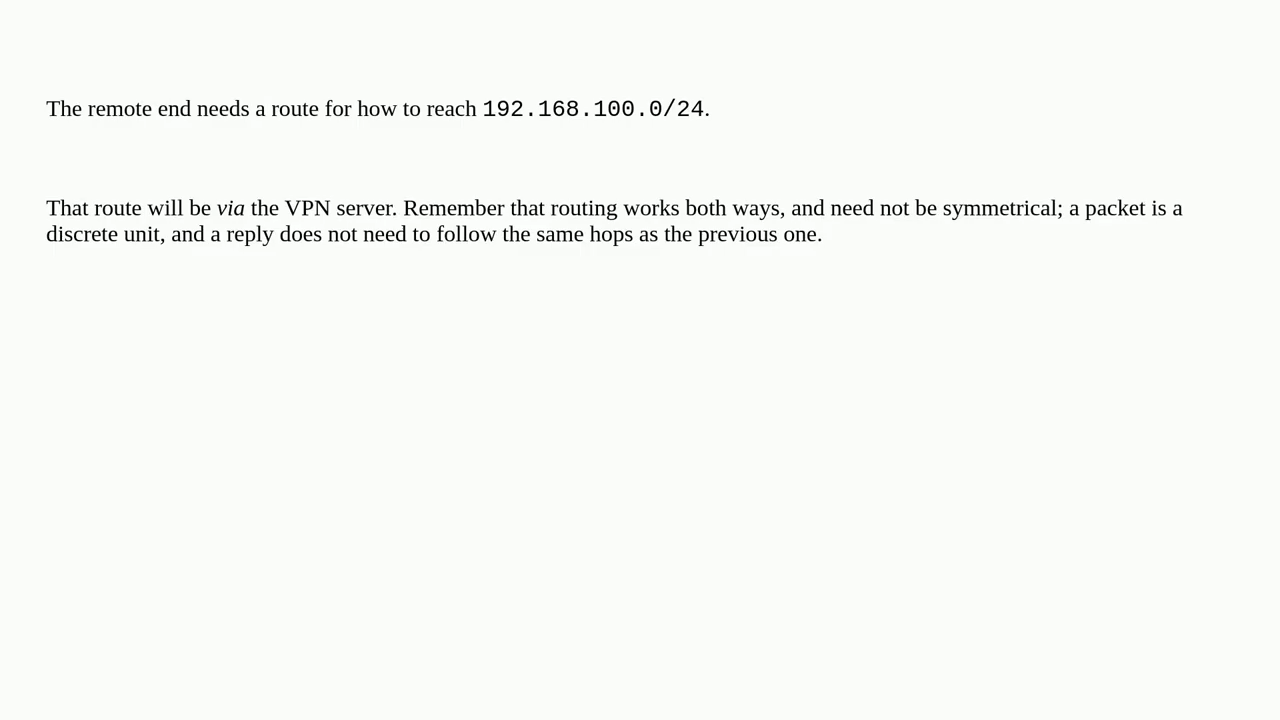 The remote end needs a route for how to reach 192.168.100.0/24.
That route will be via the VPN server. Remember that routing works both ways, and need not be symmetrical; a packet is a
discrete unit, and a reply does not need to follow the same hops as the previous one.